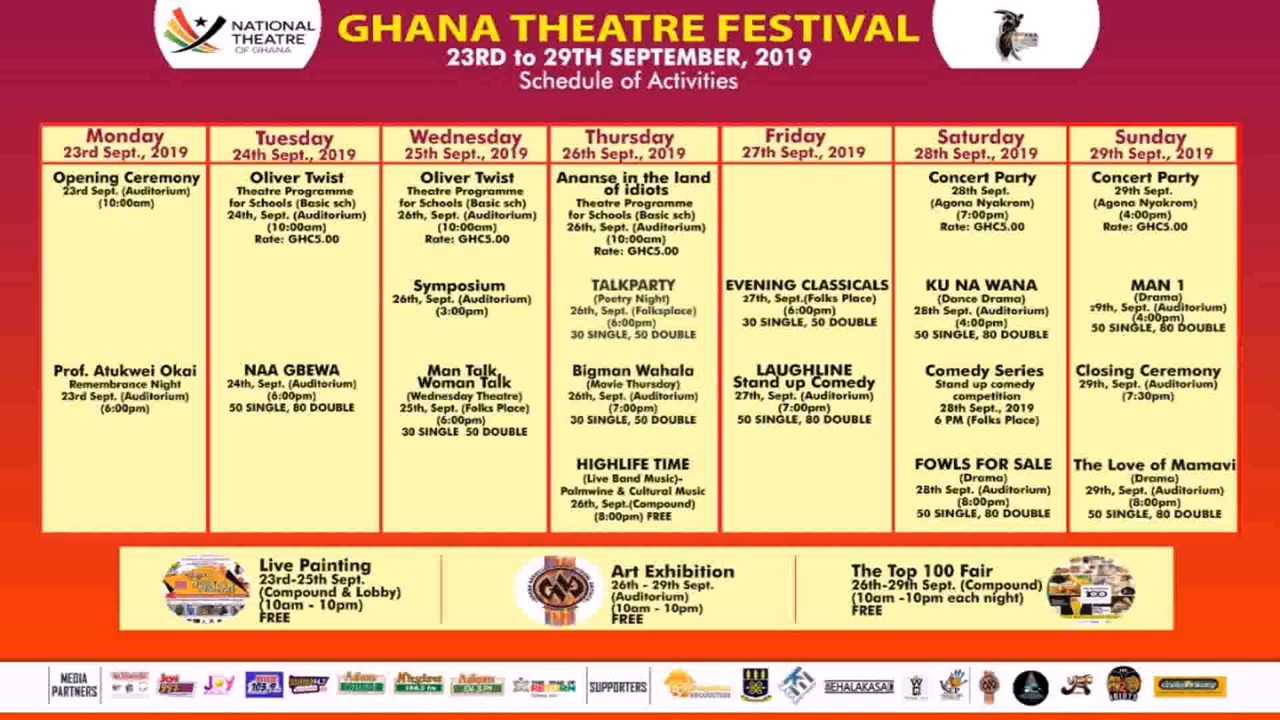 NATIONAL
THEATRE
OF GHANA
GHANA THEATRE FESTIVAL
23RD to 29TH SEPTEMBER, 2019
Schedule of Activities
Monday
23rd Sept., 2019
Opening Ceremony
23rd Sept. (Auditorium)
(10:00am)
Prof. Atukwei Okai
Remembrance Night
23rd Sept. (Auditorium)
(6:00pm)
Tuesday
24th Sept., 2019
Oliver Twist
Theatre Programme
for Schools (Basic sch)
24th, Sept. (Auditorium)
(10:00am)
Rate: GHC5.00
NAA GBEWA
24th, Sept. (Auditorium)
(6:00pm)
50 SINGLE, 80 DOUBLE
Wednesday
25th Sept., 2019
Oliver Twist
Theatre Programme
for Schools (Basic sch)
26th, Sept. (Auditorium)
(10:00am)
Rate: GHC5.00
Symposium
26th, Sept. (Auditorium)
(3:00pm)
Man Talk,
Woman Talk
(Wednesday Theatre)
25th, Sept. (Folks Place)
(6:00pm)
30 SINGLE 50 DOUBLE
Thursday
26th Sept., 2019
Ananse in the land
of idiots
Theatre Programme
for Schools (Basic sch)
26th, Sept. (Auditorium)
(10:00am)
Rate: GHC5.00
TALKPARTY
(Poetry Night)
26th, Sept. (Folksplace)
(6:00pm)
30 SINGLE, 50 DOUBLE
Bigman Wahala
(Movie Thursday)
26th, Sept. (Auditorium)
(7:00pm)
30 SINGLE, 50 DOUBLE
HIGHLIFE TIME
(Live Band Music)-
Palmwine & Cultural Music
26th, Sept.(Compound)
(8:00pm) FREE
Friday
27th Sept., 2019
EVENING CLASSICALS
27th, Sept.(Folks Place)
(6:00pm)
30 SINGLE, 50 DOUBLE
LAUGHLINE
Stand up Comedy
27th, Sept. (Auditorium)
(7:00pm)
50 SINGLE, 80 DOUBLE
Saturday
28th Sept., 2019
Concert Party
28th Sept.
(Agona Nyakrom)
(7:00pm)
Rate: GHC5.00
KU NA WANA
(Dance Drama)
28th Sept. (Auditorium)
(4:00pm)
50 SINGLE, 80 DOUBLE
Comedy Series
Stand up comedy
competition
28th Sept., 2019
6 PM (Folks Place)
FOWLS FOR SALE
(Drama)
28th Sept. (Auditorium)
(8:00pm)
50 SINGLE, 80 DOUBLE
Sunday
29th Sept., 2019
Concert Party
29th Sept.
(Agona Nyakrom)
(4:00pm)
Rate: GHC5.00
MAN 1
(Drama)
29th, Sept. (Auditorium)
(4:00pm)
50 SINGLE, 80 DOUBLE
Closing Ceremony
29th, Sept. (Auditorium)
(7:30pm)
The Love of Mamavi
(Drama)
29th, Sept. (Auditorium)
(8:00pm)
50 SINGLE, 80 DOUBLE
Live Painting
23rd-25th Sept.
(Compound & Lobby)
(10am - 10pm)
FREE
Art Exhibition
26th - 29th Sept.
(Auditorium)
(10am - 10pm)
FREE
The Top 100 Fair
26th-29th Sept. (Compound)
(10am -10pm each night)
FREE
MEDIA
PARTNERS
JOY
RETURN
SUPPORTERS
EHALAKASA